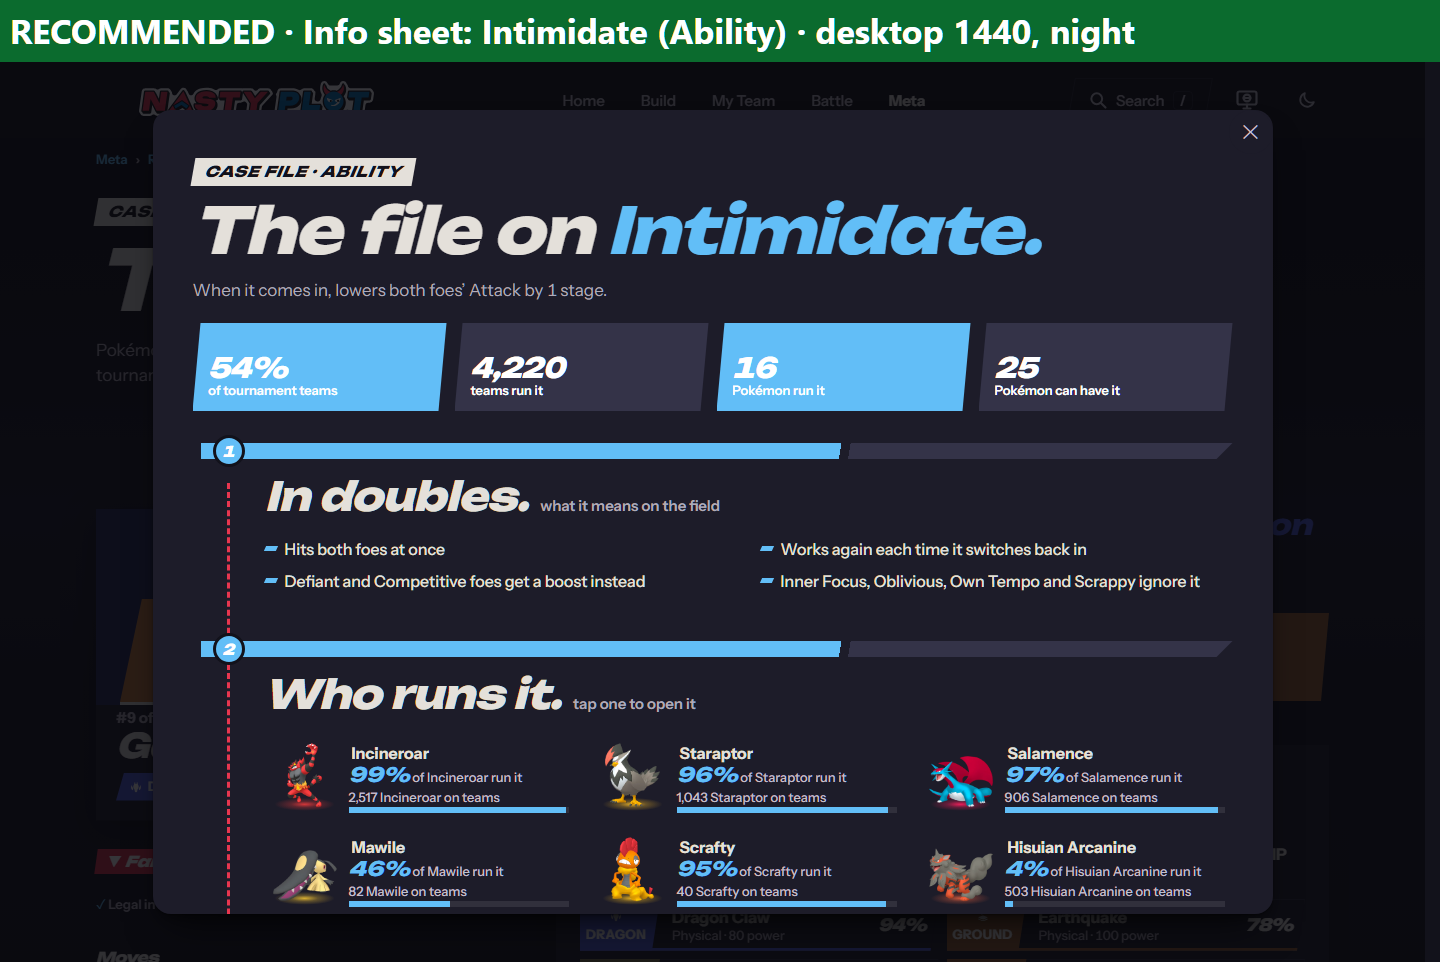 RECOMMENDED · Info sheet: Intimidate (Ability) · desktop 1440, night
NASTY PLOT
Home
Build
My Team
Battle
Meta
Search /
Meta ›
CASE FILE · ABILITY
The file on Intimidate.
When it comes in, lowers both foes’ Attack by 1 stage.
54%
of tournament teams
4,220
teams run it
16
Pokémon run it
25
Pokémon can have it
1
In doubles. what it means on the field
Hits both foes at once
Works again each time it switches back in
Defiant and Competitive foes get a boost instead
Inner Focus, Oblivious, Own Tempo and Scrappy ignore it
2
Who runs it. tap one to open it
Incineroar
99% of Incineroar run it
2,517 Incineroar on teams
Staraptor
96% of Staraptor run it
1,043 Staraptor on teams
Salamence
97% of Salamence run it
906 Salamence on teams
Mawile
46% of Mawile run it
82 Mawile on teams
Scrafty
95% of Scrafty run it
40 Scrafty on teams
Hisuian Arcanine
4% of Hisuian Arcanine run it
503 Hisuian Arcanine on teams
#9 of
✓ Legal in
Moves
DRAGON
Dragon Claw
Physical · 80 power
94%
GROUND
Earthquake
Physical · 100 power
78%